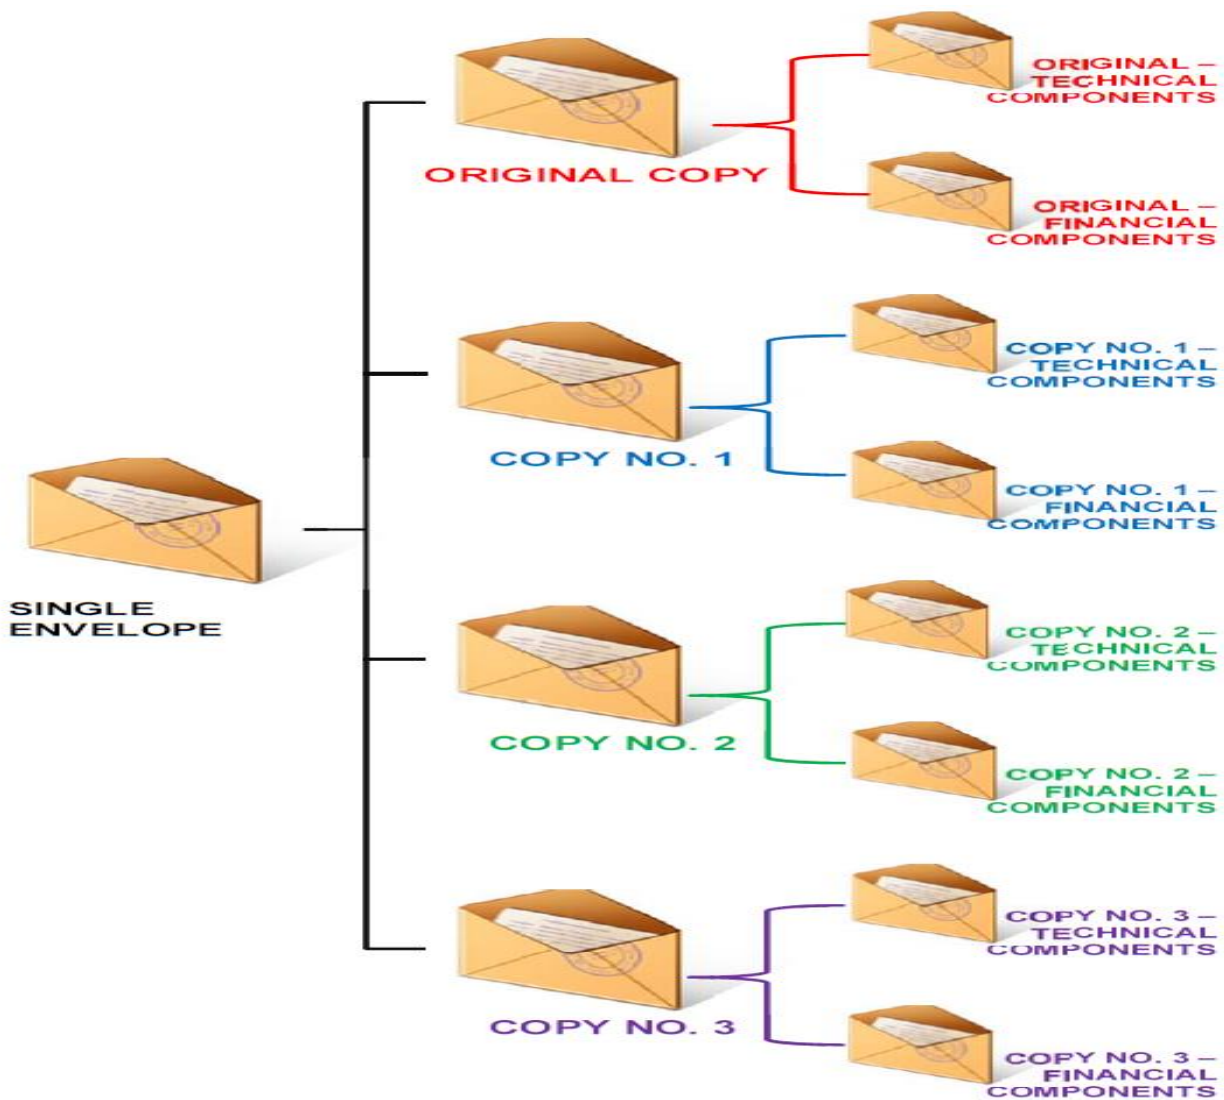 ORIGINAL –
TECHNICAL
COMPONENTS
ORIGINAL COPY
ORIGINAL –
FINANCIAL
COMPONENTS
COPY NO. 1 –
TECHNICAL
COMPONENTS
COPY NO. 1
COPY NO. 1 –
FINANCIAL
COMPONENTS
SINGLE
ENVELOPE
COPY NO. 2 –
TECHNICAL
COMPONENTS
COPY NO. 2
COPY NO. 2 –
FINANCIAL
COMPONENTS
COPY NO. 3 –
TECHNICAL
COMPONENTS
COPY NO. 3
COPY NO. 3 –
FINANCIAL
COMPONENTS